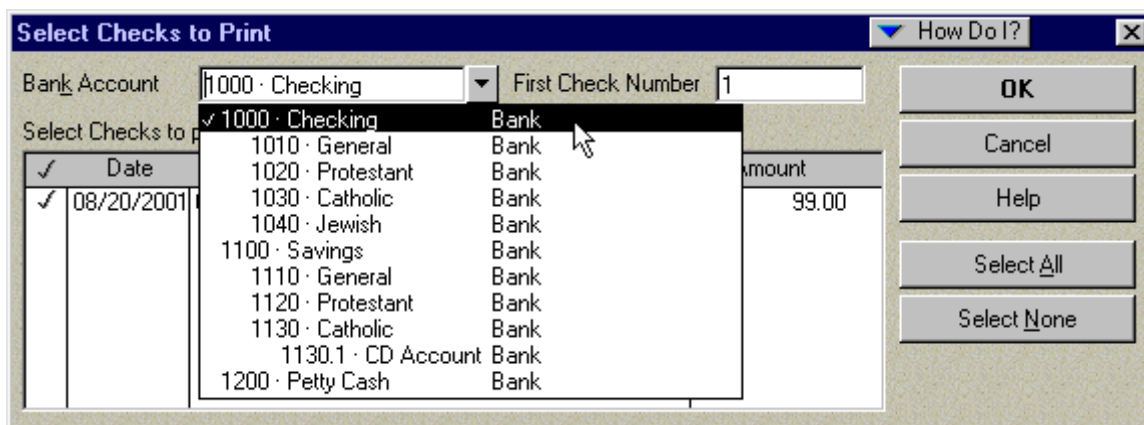 Select Checks to Print How Do I?
Bank Account 1000 · Checking First Check Number 1 OK
Select Checks to ✓ 1000 · Checking Bank Cancel
1010 · General Bank
✓ Date 1020 · Protestant Bank Amount
✓ 08/20/2001 1030 · Catholic Bank 99.00 Help
1040 · Jewish Bank
1100 · Savings Bank Select All
1110 · General Bank
1120 · Protestant Bank Select None
1130 · Catholic Bank
1130.1 · CD Account Bank
1200 · Petty Cash Bank